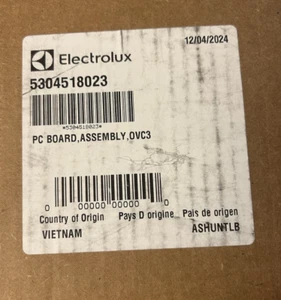 Electrolux 12/04/2024
5304518023
*5304518023*
PC BOARD,ASSEMBLY,OVC3
0 00000 00000 0
Country of Origin Pays D origine Pais de origen
VIETNAM ASHUNTLB